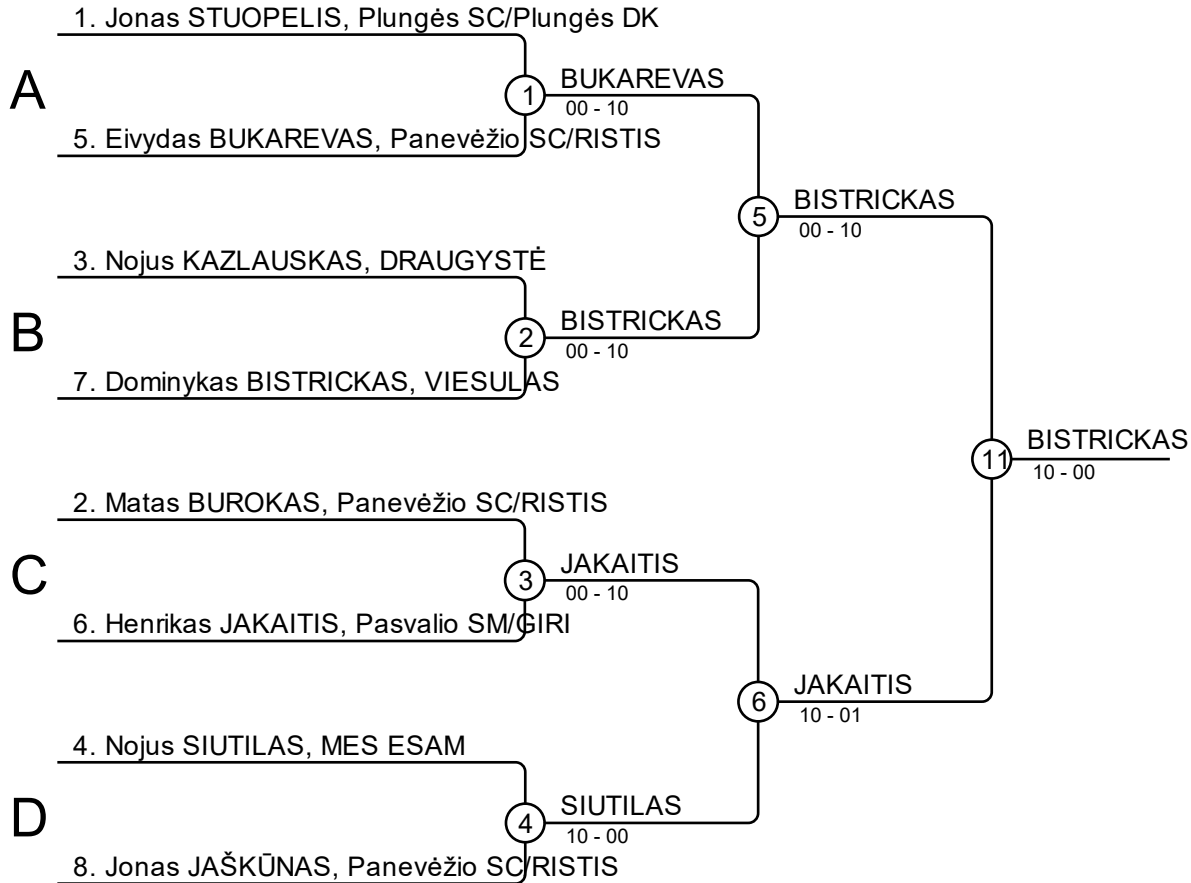 1. Jonas STUOPELIS, Plungės SC/Plungės DK
A
1
BUKAREVAS
00 - 10
5. Eivydas BUKAREVAS, Panevėžio SC/RISTIS
5
BISTRICKAS
00 - 10
3. Nojus KAZLAUSKAS, DRAUGYSTĖ
B
2
BISTRICKAS
00 - 10
7. Dominykas BISTRICKAS, VIESULAS
11
BISTRICKAS
10 - 00
2. Matas BUROKAS, Panevėžio SC/RISTIS
C
3
JAKAITIS
00 - 10
6. Henrikas JAKAITIS, Pasvalio SM/GIRI
6
JAKAITIS
10 - 01
4. Nojus SIUTILAS, MES ESAM
D
4
SIUTILAS
10 - 00
8. Jonas JAŠKŪNAS, Panevėžio SC/RISTIS